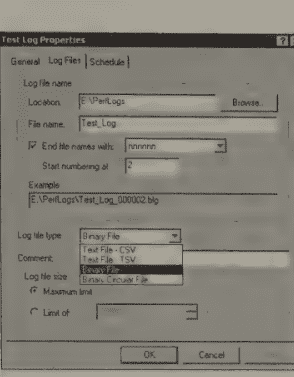 Test Log Properties
General Log Files Schedule
Log file name
Location: E:\PerfLogs Browse...
File name: Test_Log
End file names with: nnnnnn
Start numbering at: 2
Example
E:\PerfLogs\Test_Log_000002.blg
Log file type: Binary File
Text File - CSV
Text File - TSV
Comment: Binary File
Binary Circular File
Log file size
Maximum limit
Limit of
OK Cancel